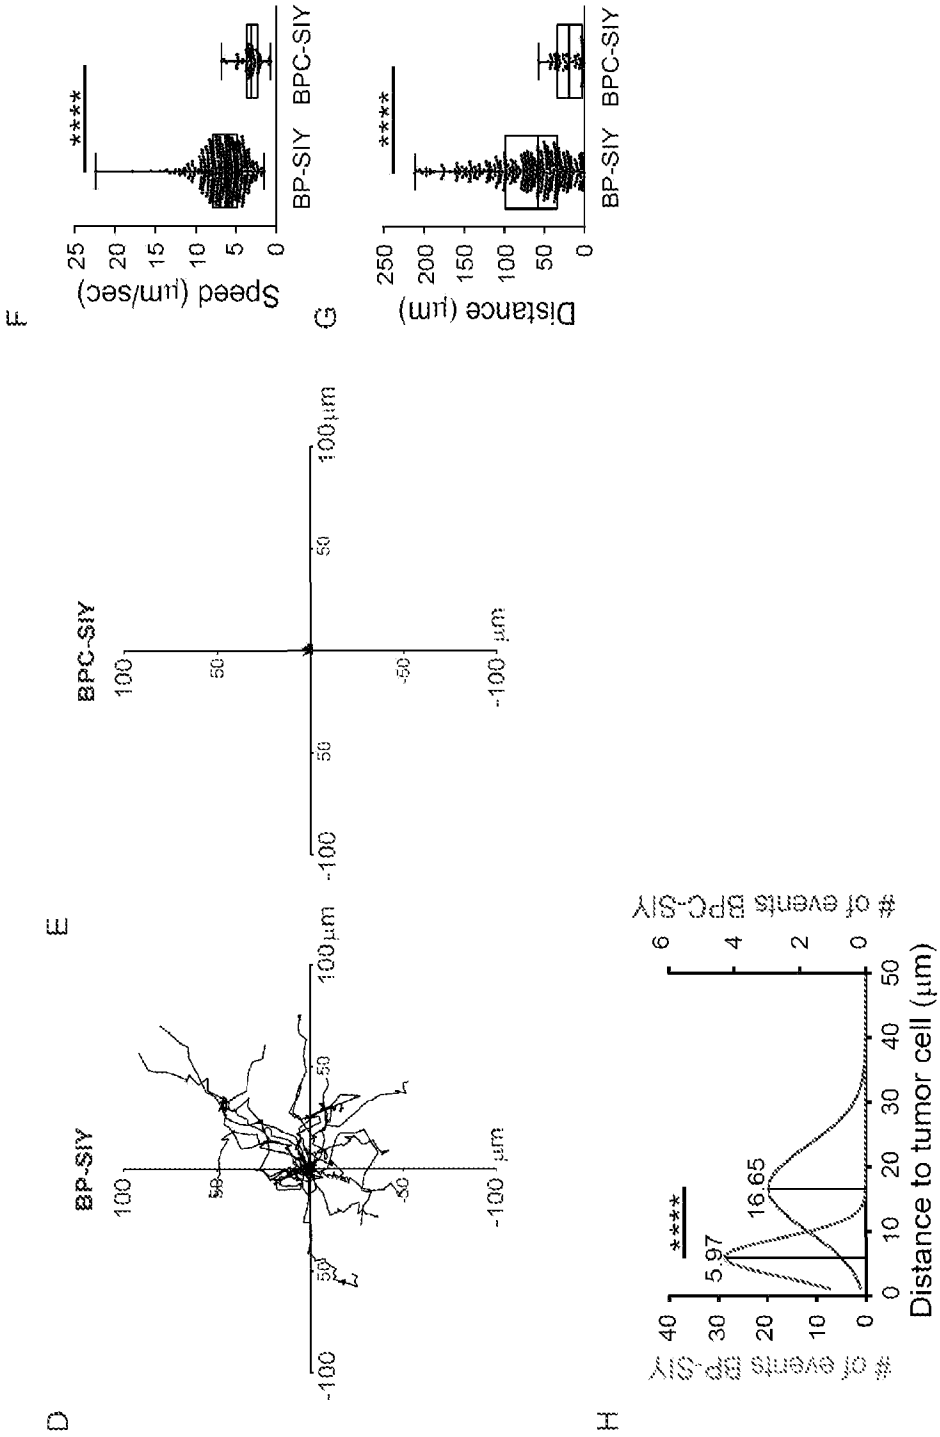 D
BP-SIY
100
50
-100
50
50
100 µm
-50
-100 µm
E
BPC-SIY
100
50
-100
50
50
100 µm
-50
-100 µm
F
Speed (µm/sec)
25
20
15
10
5
0
****
BP-SIY BPC-SIY
G
Distance (µm)
250
200
150
100
50
0
****
BP-SIY BPC-SIY
H
# of events BP-SIY
40
30
20
10
0
****
5.97
16.65
6
4
2
0
# of events BPC-SIY
0 10 20 30 40 50
Distance to tumor cell (µm)